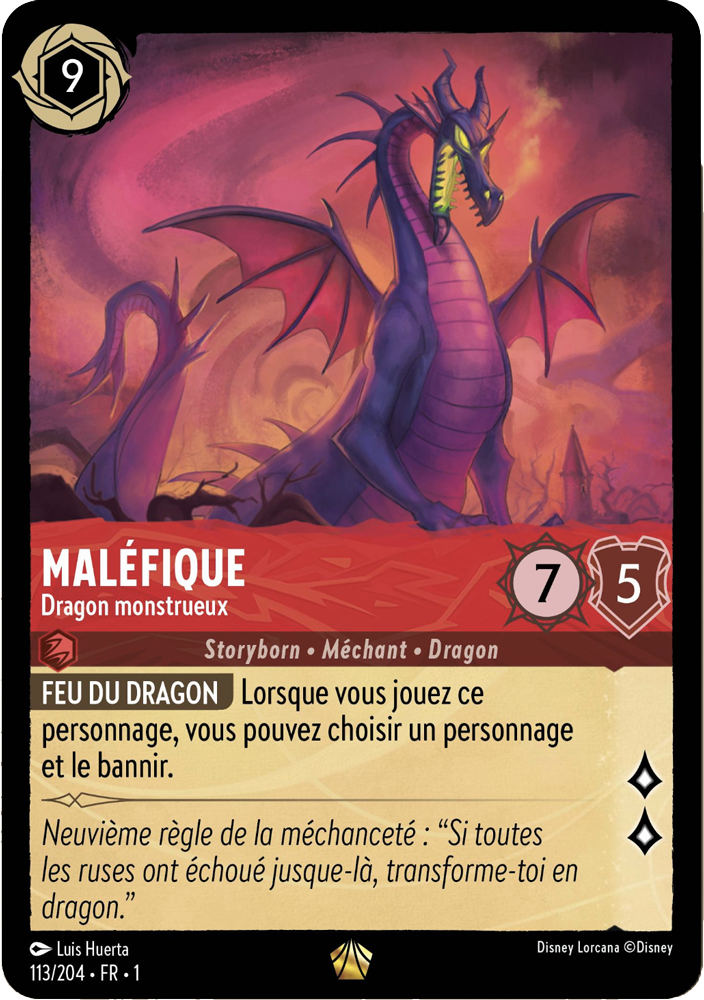 9
MALÉFIQUE
Dragon monstrueux
7
5
Storyborn • Méchant • Dragon
FEU DU DRAGON Lorsque vous jouez ce
personnage, vous pouvez choisir un personnage
et le bannir.
Neuvième règle de la méchanceté : “Si toutes
les ruses ont échoué jusque-là, transforme-toi en
dragon.”
Luis Huerta
Disney Lorcana ©Disney
113/204 • FR • 1